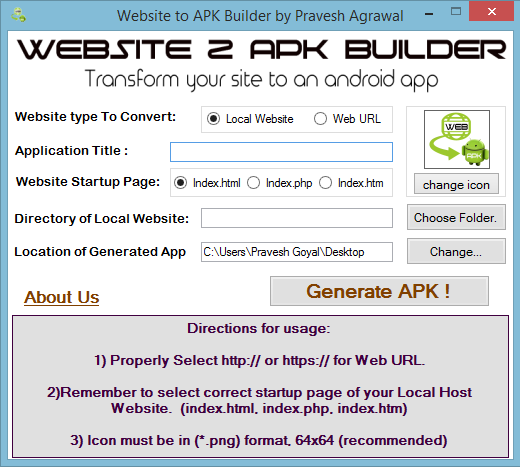 Website to APK Builder by Pravesh Agrawal
WEBSITE 2 APK BUILDER
Transform your site to an android app
Website type To Convert: Local Website Web URL
WEB
Application Title :
Website Startup Page: Index.html Index.php Index.htm
change icon
Directory of Local Website: Choose Folder.
Location of Generated App C:\Users\Pravesh Goyal\Desktop Change...
About Us Generate APK !
Directions for usage:
1) Properly Select http:// or https:// for Web URL.
2)Remember to select correct startup page of your Local Host
Website. (index.html, index.php, index.htm)
3) Icon must be in (*.png) format, 64x64 (recommended)